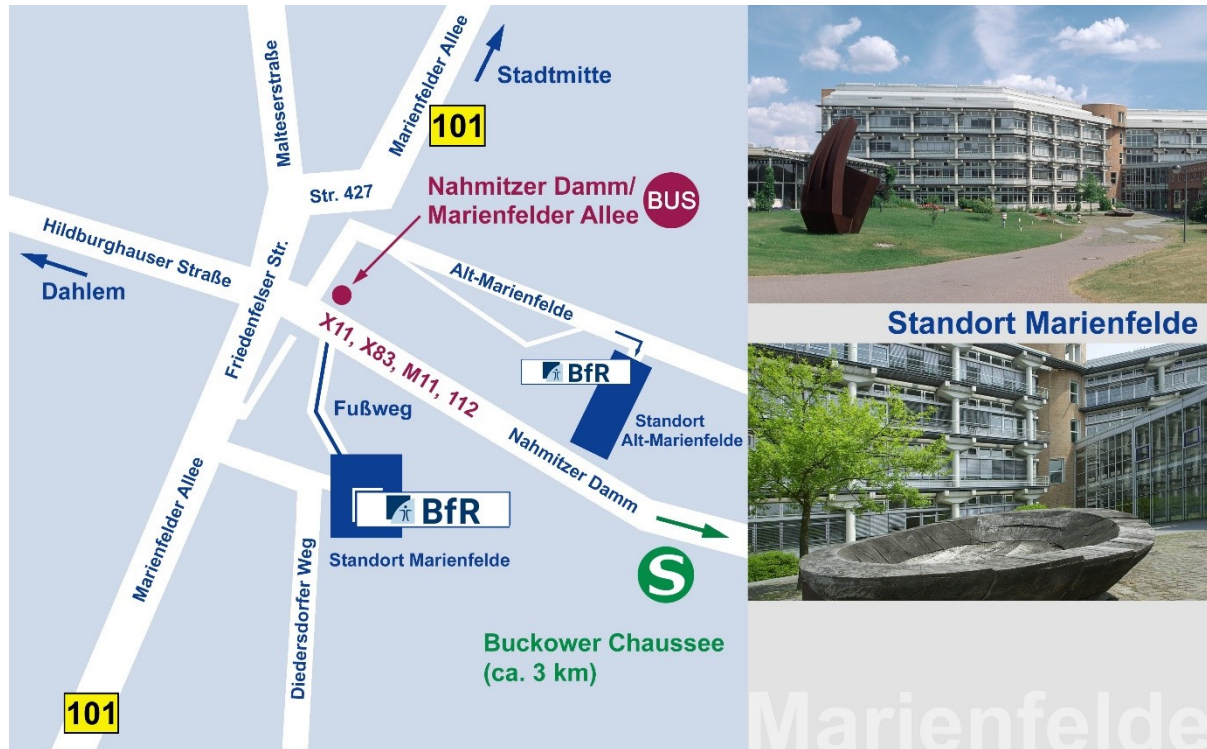 Malteserstraße
Marienfelder Allee
Stadtmitte
101
Str. 427
Nahmitzer Damm/
Marienfelder Allee
BUS
Hildburghauser Straße
Dahlem
Friedenfelser Str.
Alt-Marienfelde
X11, X83, M11, 112
BfR
Fußweg
Standort
Alt-Marienfelde
Nahmitzer Damm
Marienfelder Allee
BfR
Standort Marienfelde
Diedersdorfer Weg
S
Buckower Chaussee
(ca. 3 km)
101
Standort Marienfelde
Marienfelde